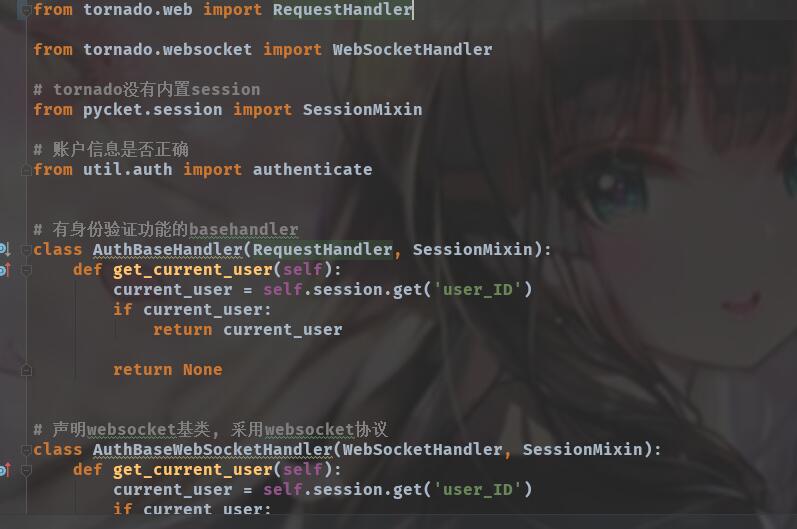 from tornado.web import RequestHandler
from tornado.websocket import WebSocketHandler
# tornado没有内置session
from pycket.session import SessionMixin
# 账户信息是否正确
from util.auth import authenticate
# 有身份验证功能的basehandler
class AuthBaseHandler(RequestHandler, SessionMixin):
    def get_current_user(self):
        current_user = self.session.get('user_ID')
        if current_user:
            return current_user
        return None
# 声明websocket基类, 采用websocket协议
class AuthBaseWebSocketHandler(WebSocketHandler, SessionMixin):
    def get_current_user(self):
        current_user = self.session.get('user_ID')
        if current_user: